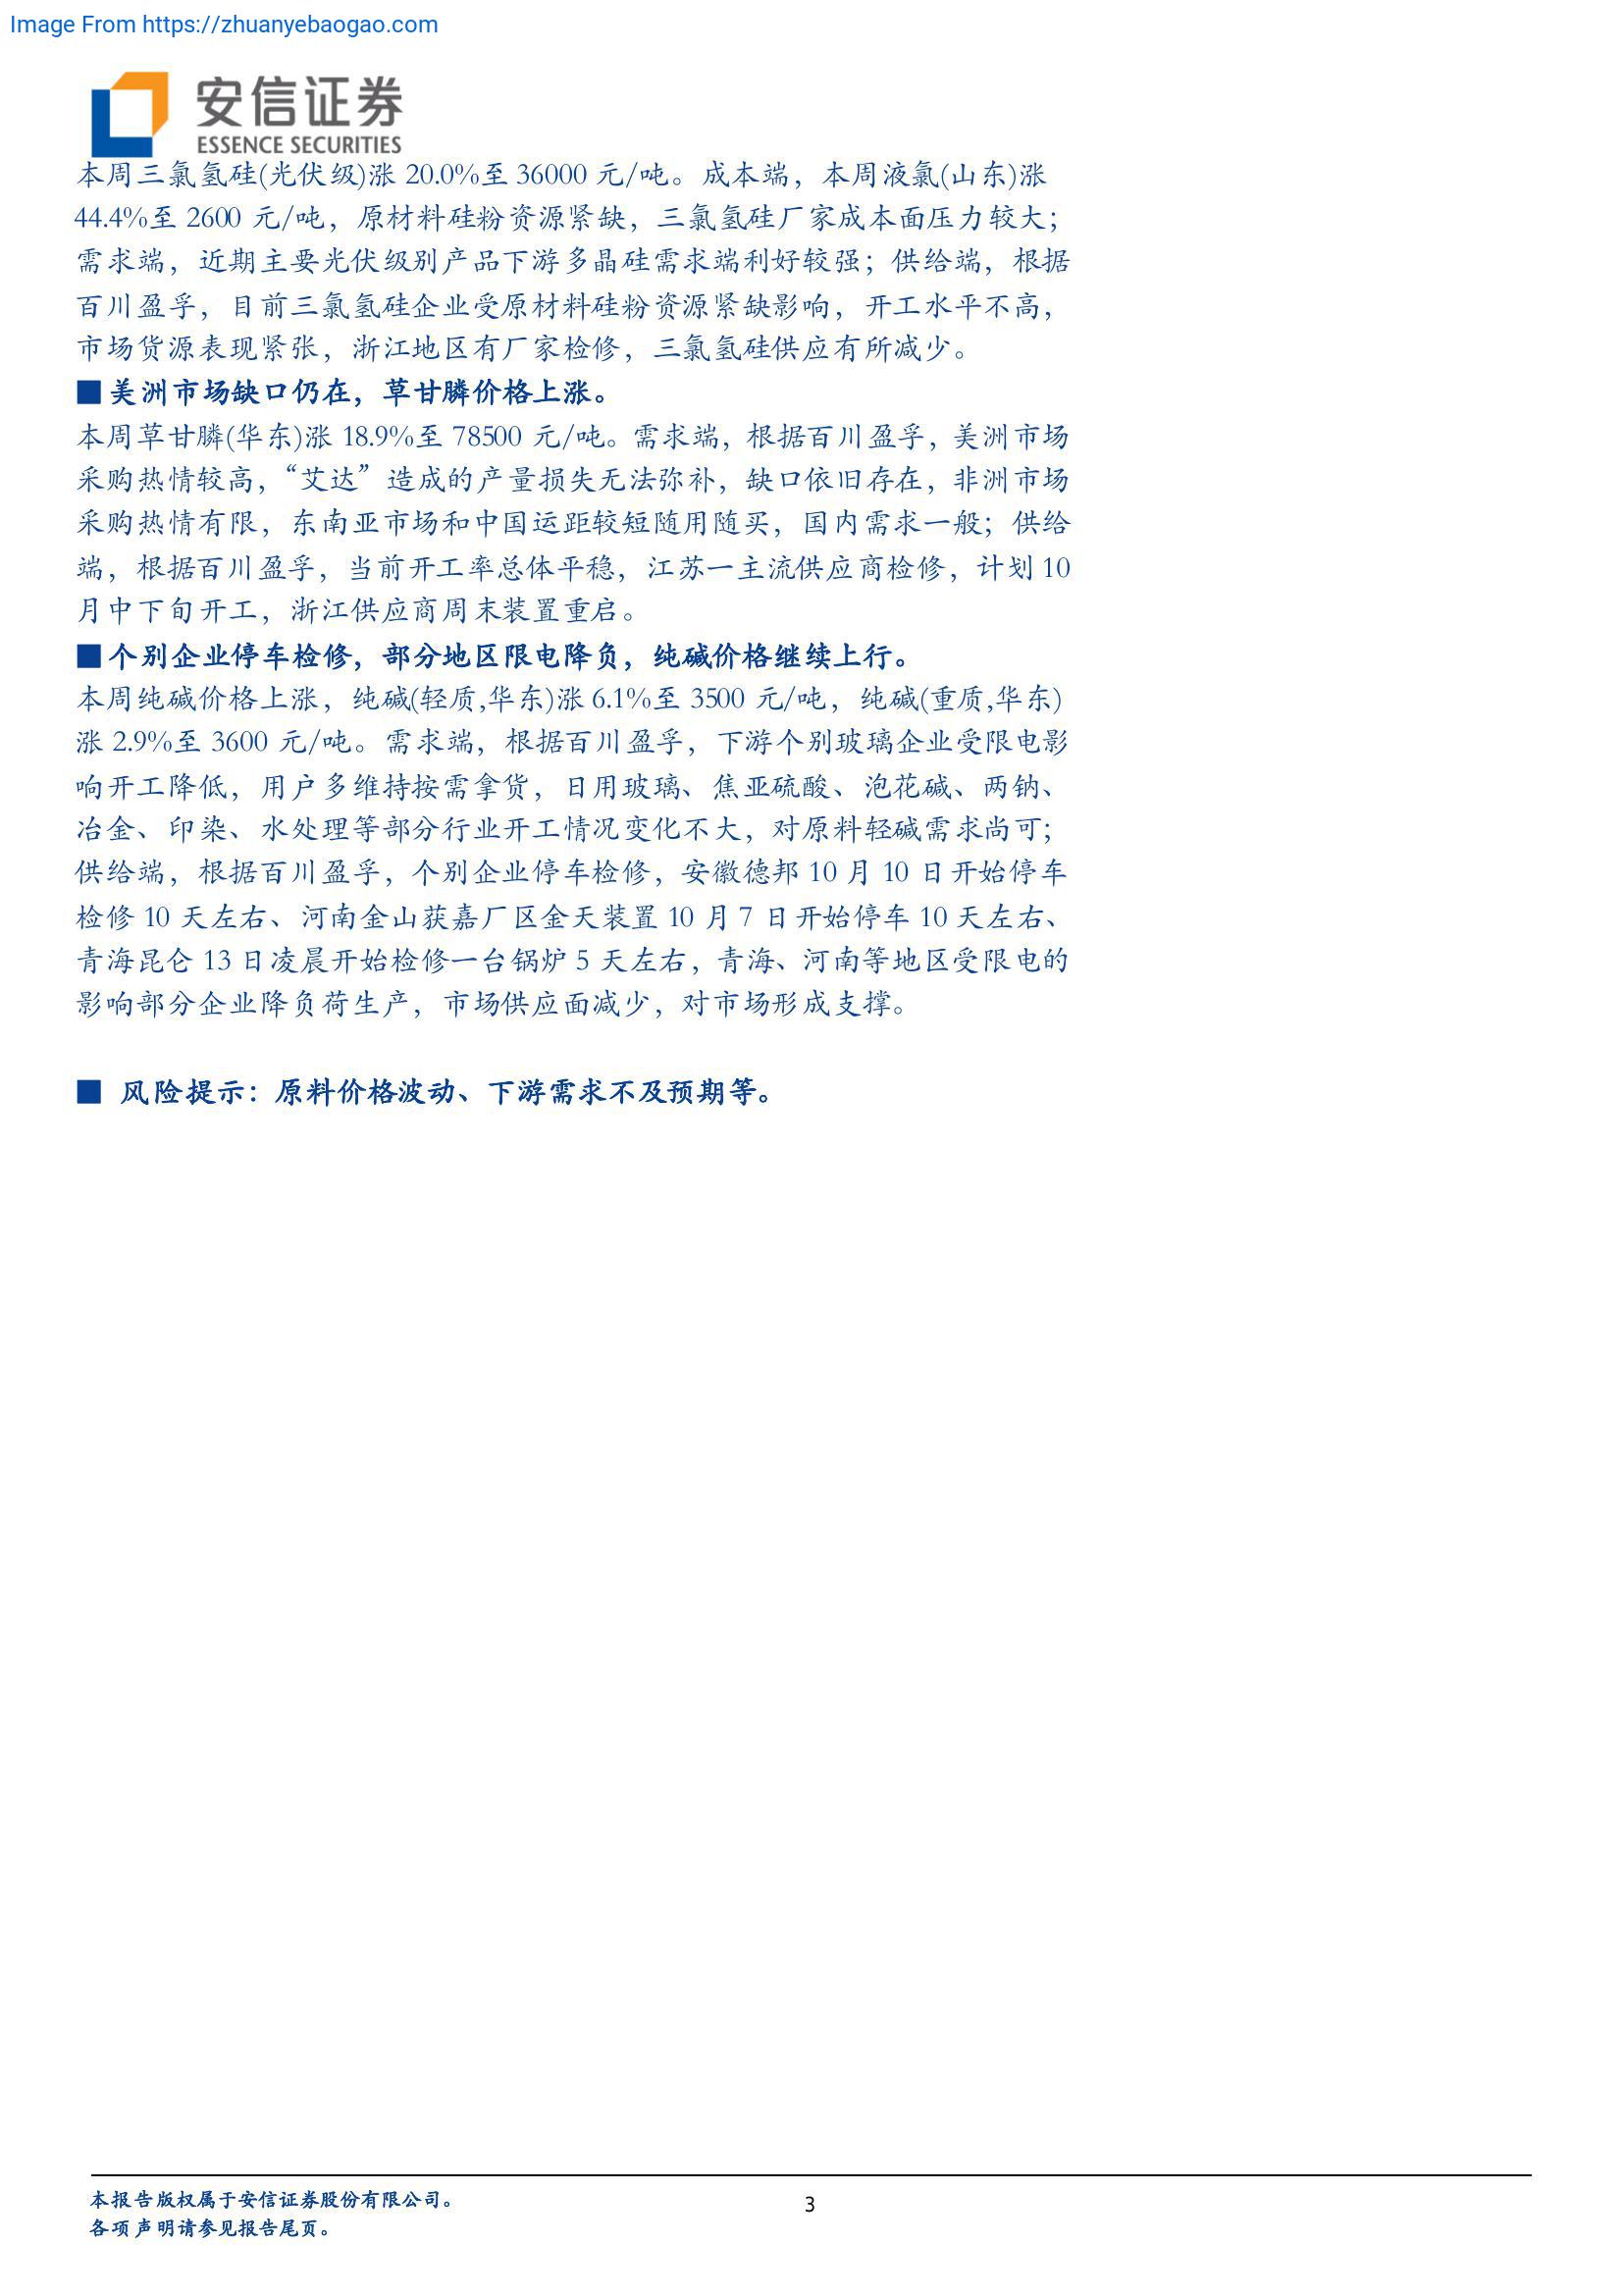 Image From https://zhuanyebaogao.com
安信证券
ESSENCE SECURITIES
本周三氯氢硅(光伏级)涨 20.0%至 36000 元/吨。成本端，本周液氯(山东)涨
44.4%至 2600 元/吨，原材料硅粉资源紧缺，三氯氢硅厂家成本面压力较大；
需求端，近期主要光伏级别产品下游多晶硅需求端利好较强；供给端，根据
百川盈孚，目前三氯氢硅企业受原材料硅粉资源紧缺影响，开工水平不高，
市场货源表现紧张，浙江地区有厂家检修，三氯氢硅供应有所减少。
■美洲市场缺口仍在，草甘膦价格上涨。
本周草甘膦(华东)涨 18.9%至 78500 元/吨。需求端，根据百川盈孚，美洲市场
采购热情较高，“艾达”造成的产量损失无法弥补，缺口依旧存在，非洲市场
采购热情有限，东南亚市场和中国运距较短随用随买，国内需求一般；供给
端，根据百川盈孚，当前开工率总体平稳，江苏一主流供应商检修，计划 10
月中下旬开工，浙江供应商周末装置重启。
■个别企业停车检修，部分地区限电降负，纯碱价格继续上行。
本周纯碱价格上涨，纯碱(轻质,华东)涨 6.1%至 3500 元/吨，纯碱(重质,华东)
涨 2.9%至 3600 元/吨。需求端，根据百川盈孚，下游个别玻璃企业受限电影
响开工降低，用户多维持按需拿货，日用玻璃、焦亚硫酸、泡花碱、两钠、
冶金、印染、水处理等部分行业开工情况变化不大，对原料轻碱需求尚可；
供给端，根据百川盈孚，个别企业停车检修，安徽德邦 10 月 10 日开始停车
检修 10 天左右、河南金山获嘉厂区金天装置 10 月 7 日开始停车 10 天左右、
青海昆仑 13 日凌晨开始检修一台锅炉 5 天左右，青海、河南等地区受限电的
影响部分企业降负荷生产，市场供应面减少，对市场形成支撑。
■ 风险提示：原料价格波动、下游需求不及预期等。
本报告版权属于安信证券股份有限公司。
各项声明请参见报告尾页。
3